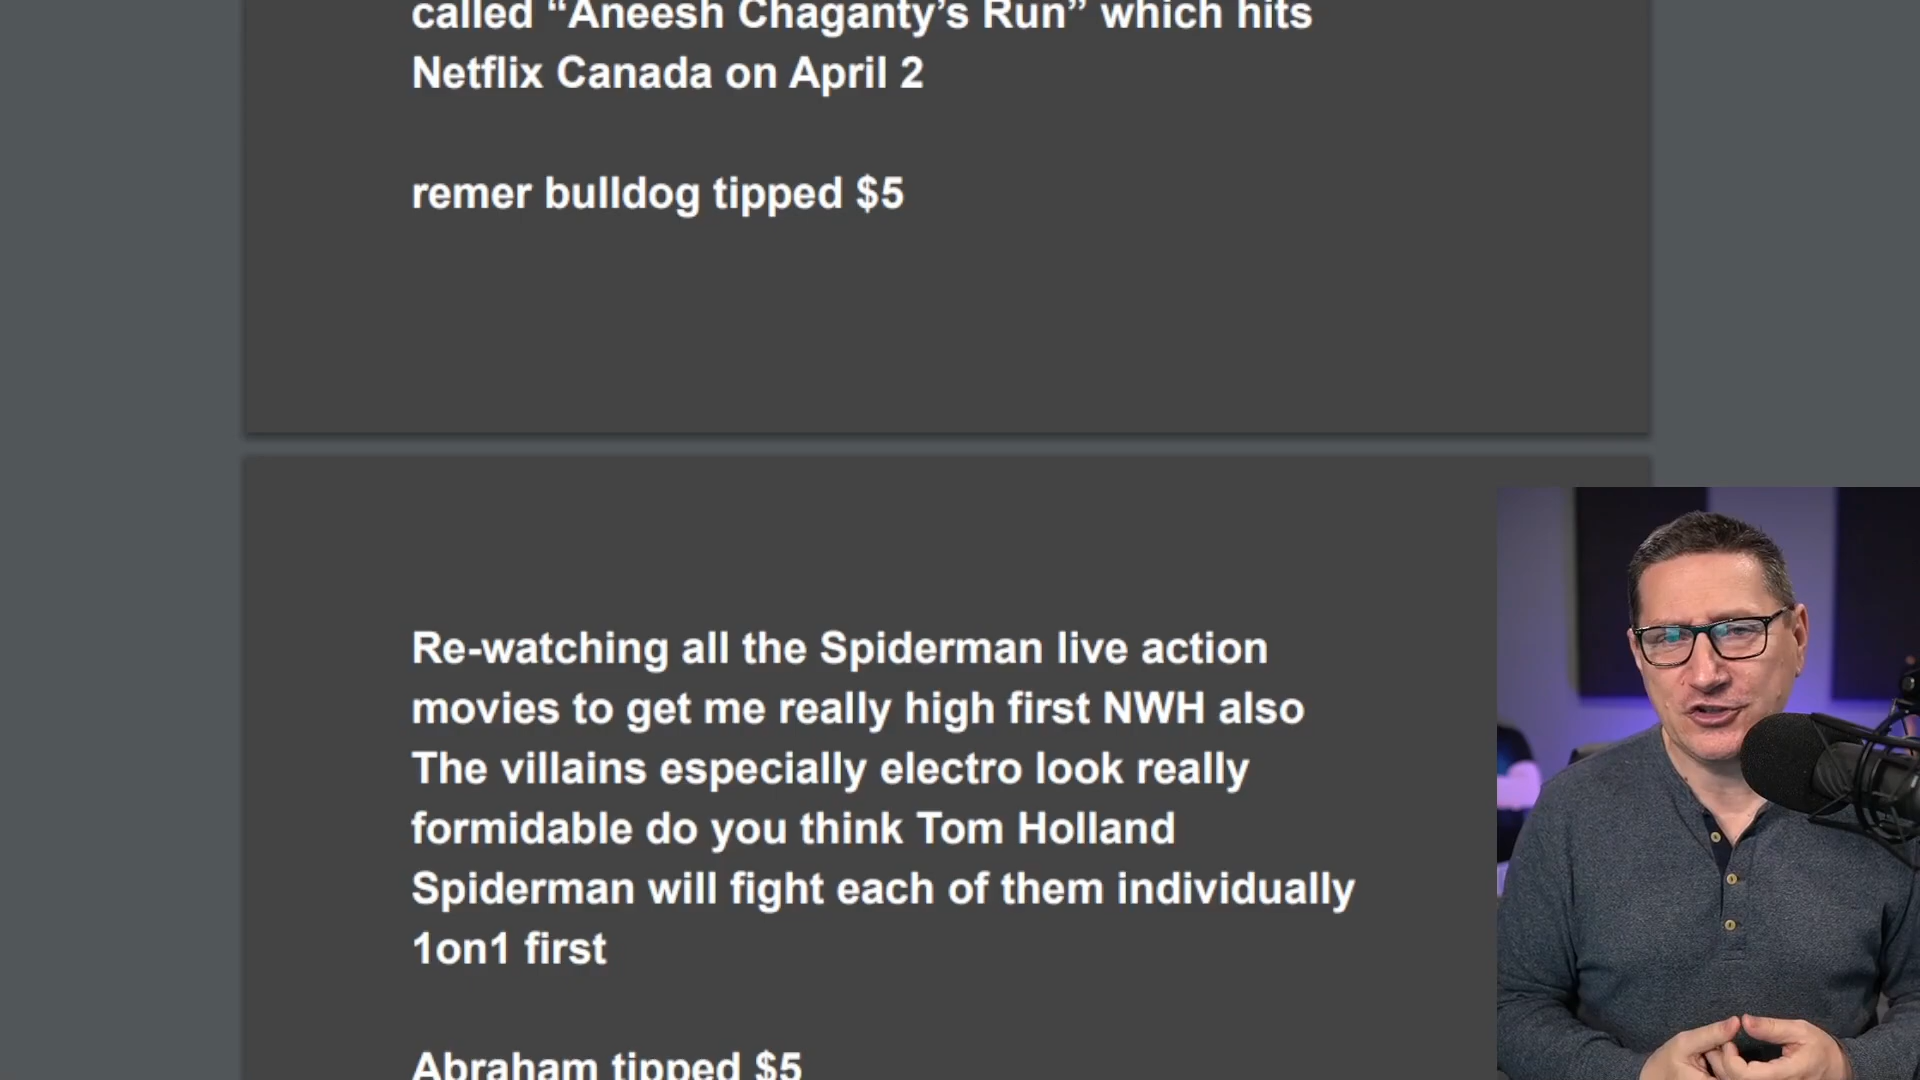 called “Aneesh Chaganty’s Run” which hits
Netflix Canada on April 2
remer bulldog tipped $5
Re-watching all the Spiderman live action
movies to get me really high first NWH also
The villains especially electro look really
formidable do you think Tom Holland
Spiderman will fight each of them individually
1on1 first
Abraham tipped $5